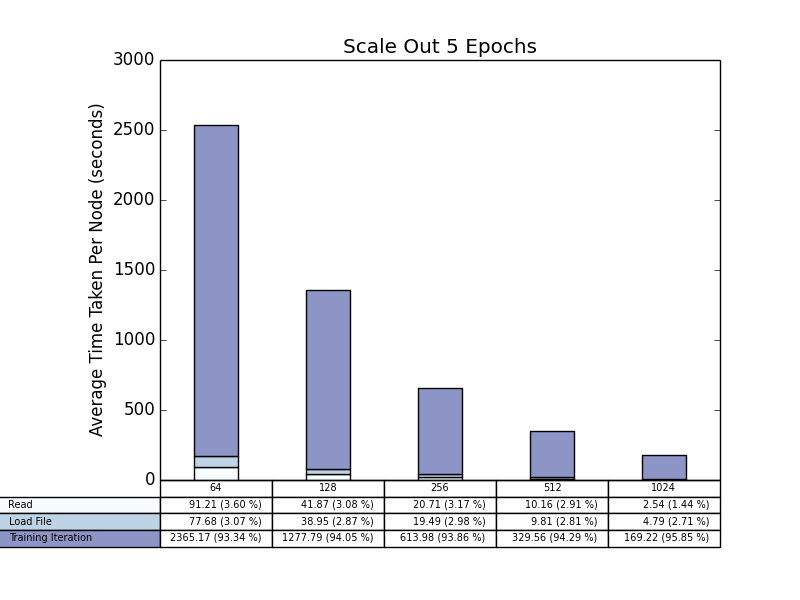 Scale Out 5 Epochs
3000
2500
2000
1500
1000
500
0
Average Time Taken Per Node (seconds)
64 128 256 512 1024
Read 91.21 (3.60 %) 41.87 (3.08 %) 20.71 (3.17 %) 10.16 (2.91 %) 2.54 (1.44 %)
Load File 77.68 (3.07 %) 38.95 (2.87 %) 19.49 (2.98 %) 9.81 (2.81 %) 4.79 (2.71 %)
Training Iteration 2365.17 (93.34 %) 1277.79 (94.05 %) 613.98 (93.86 %) 329.56 (94.29 %) 169.22 (95.85 %)